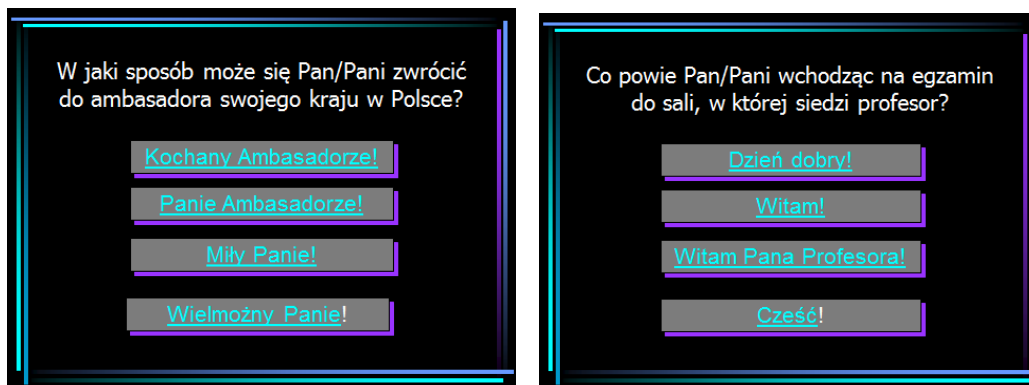 W jaki sposób może się Pan/Pani zwrócić
do ambasadora swojego kraju w Polsce?
Kochany Ambasadorze!
Panie Ambasadorze!
Miły Panie!
Wielmożny Panie!
Co powie Pan/Pani wchodząc na egzamin
do sali, w której siedzi profesor?
Dzień dobry!
Witam!
Witam Pana Profesora!
Cześć!